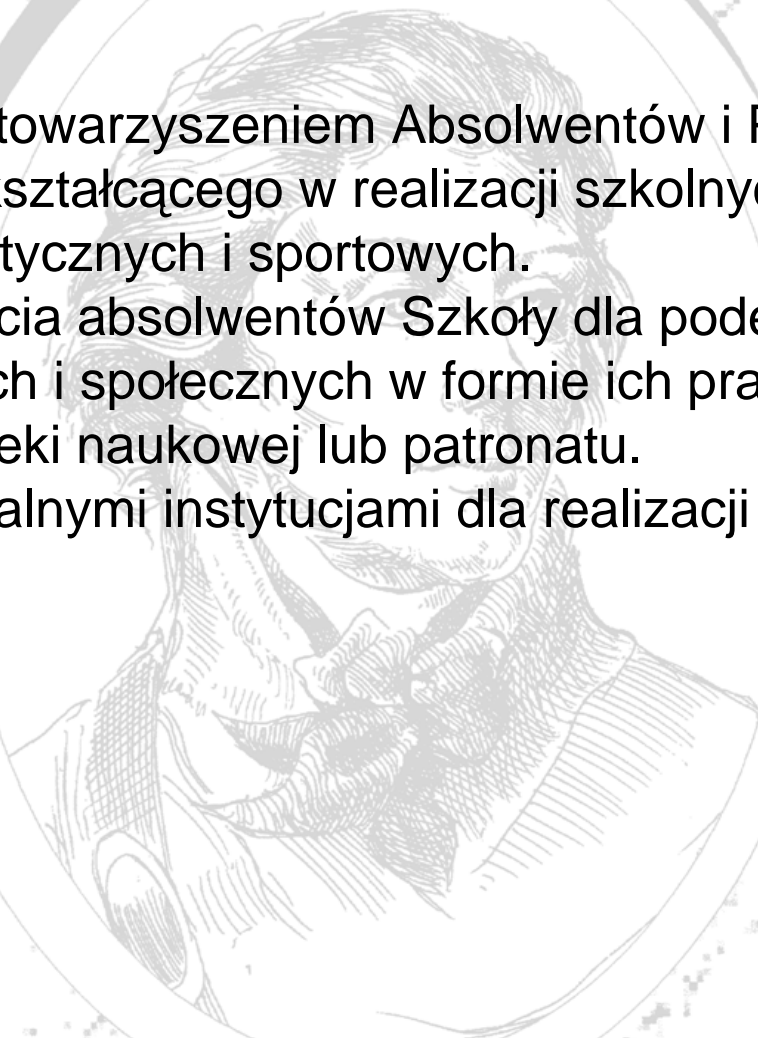 towarzyszeniem Absolwentów i
kształcącego w realizacji szkolny
tycznych i sportowych.
cia absolwentów Szkoły dla pod
ch i społecznych w formie ich pra
eki naukowej lub patronatu.
alnymi instytucjami dla realizacji